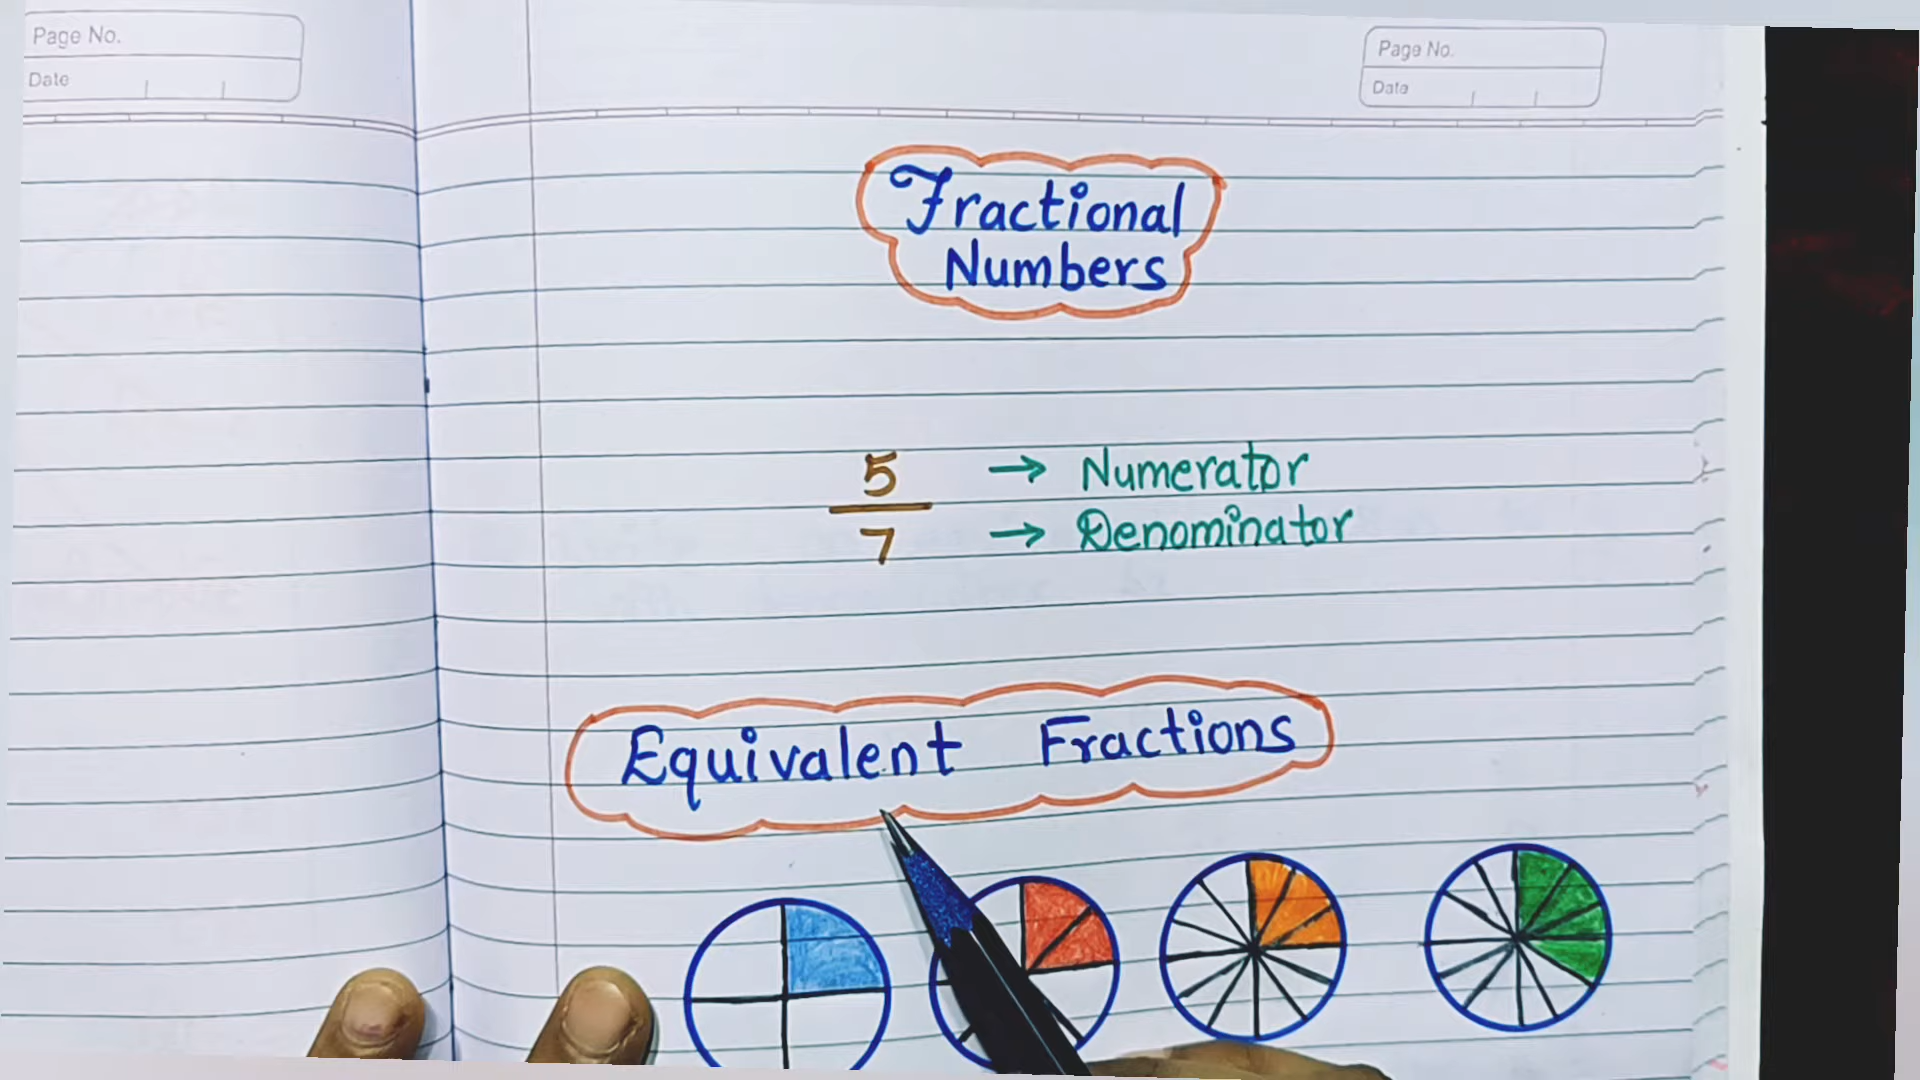 Page No.
Date
Page No.
Date
Fractional
Numbers
5 → Numerator
7 → Denominator
Equivalent Fractions